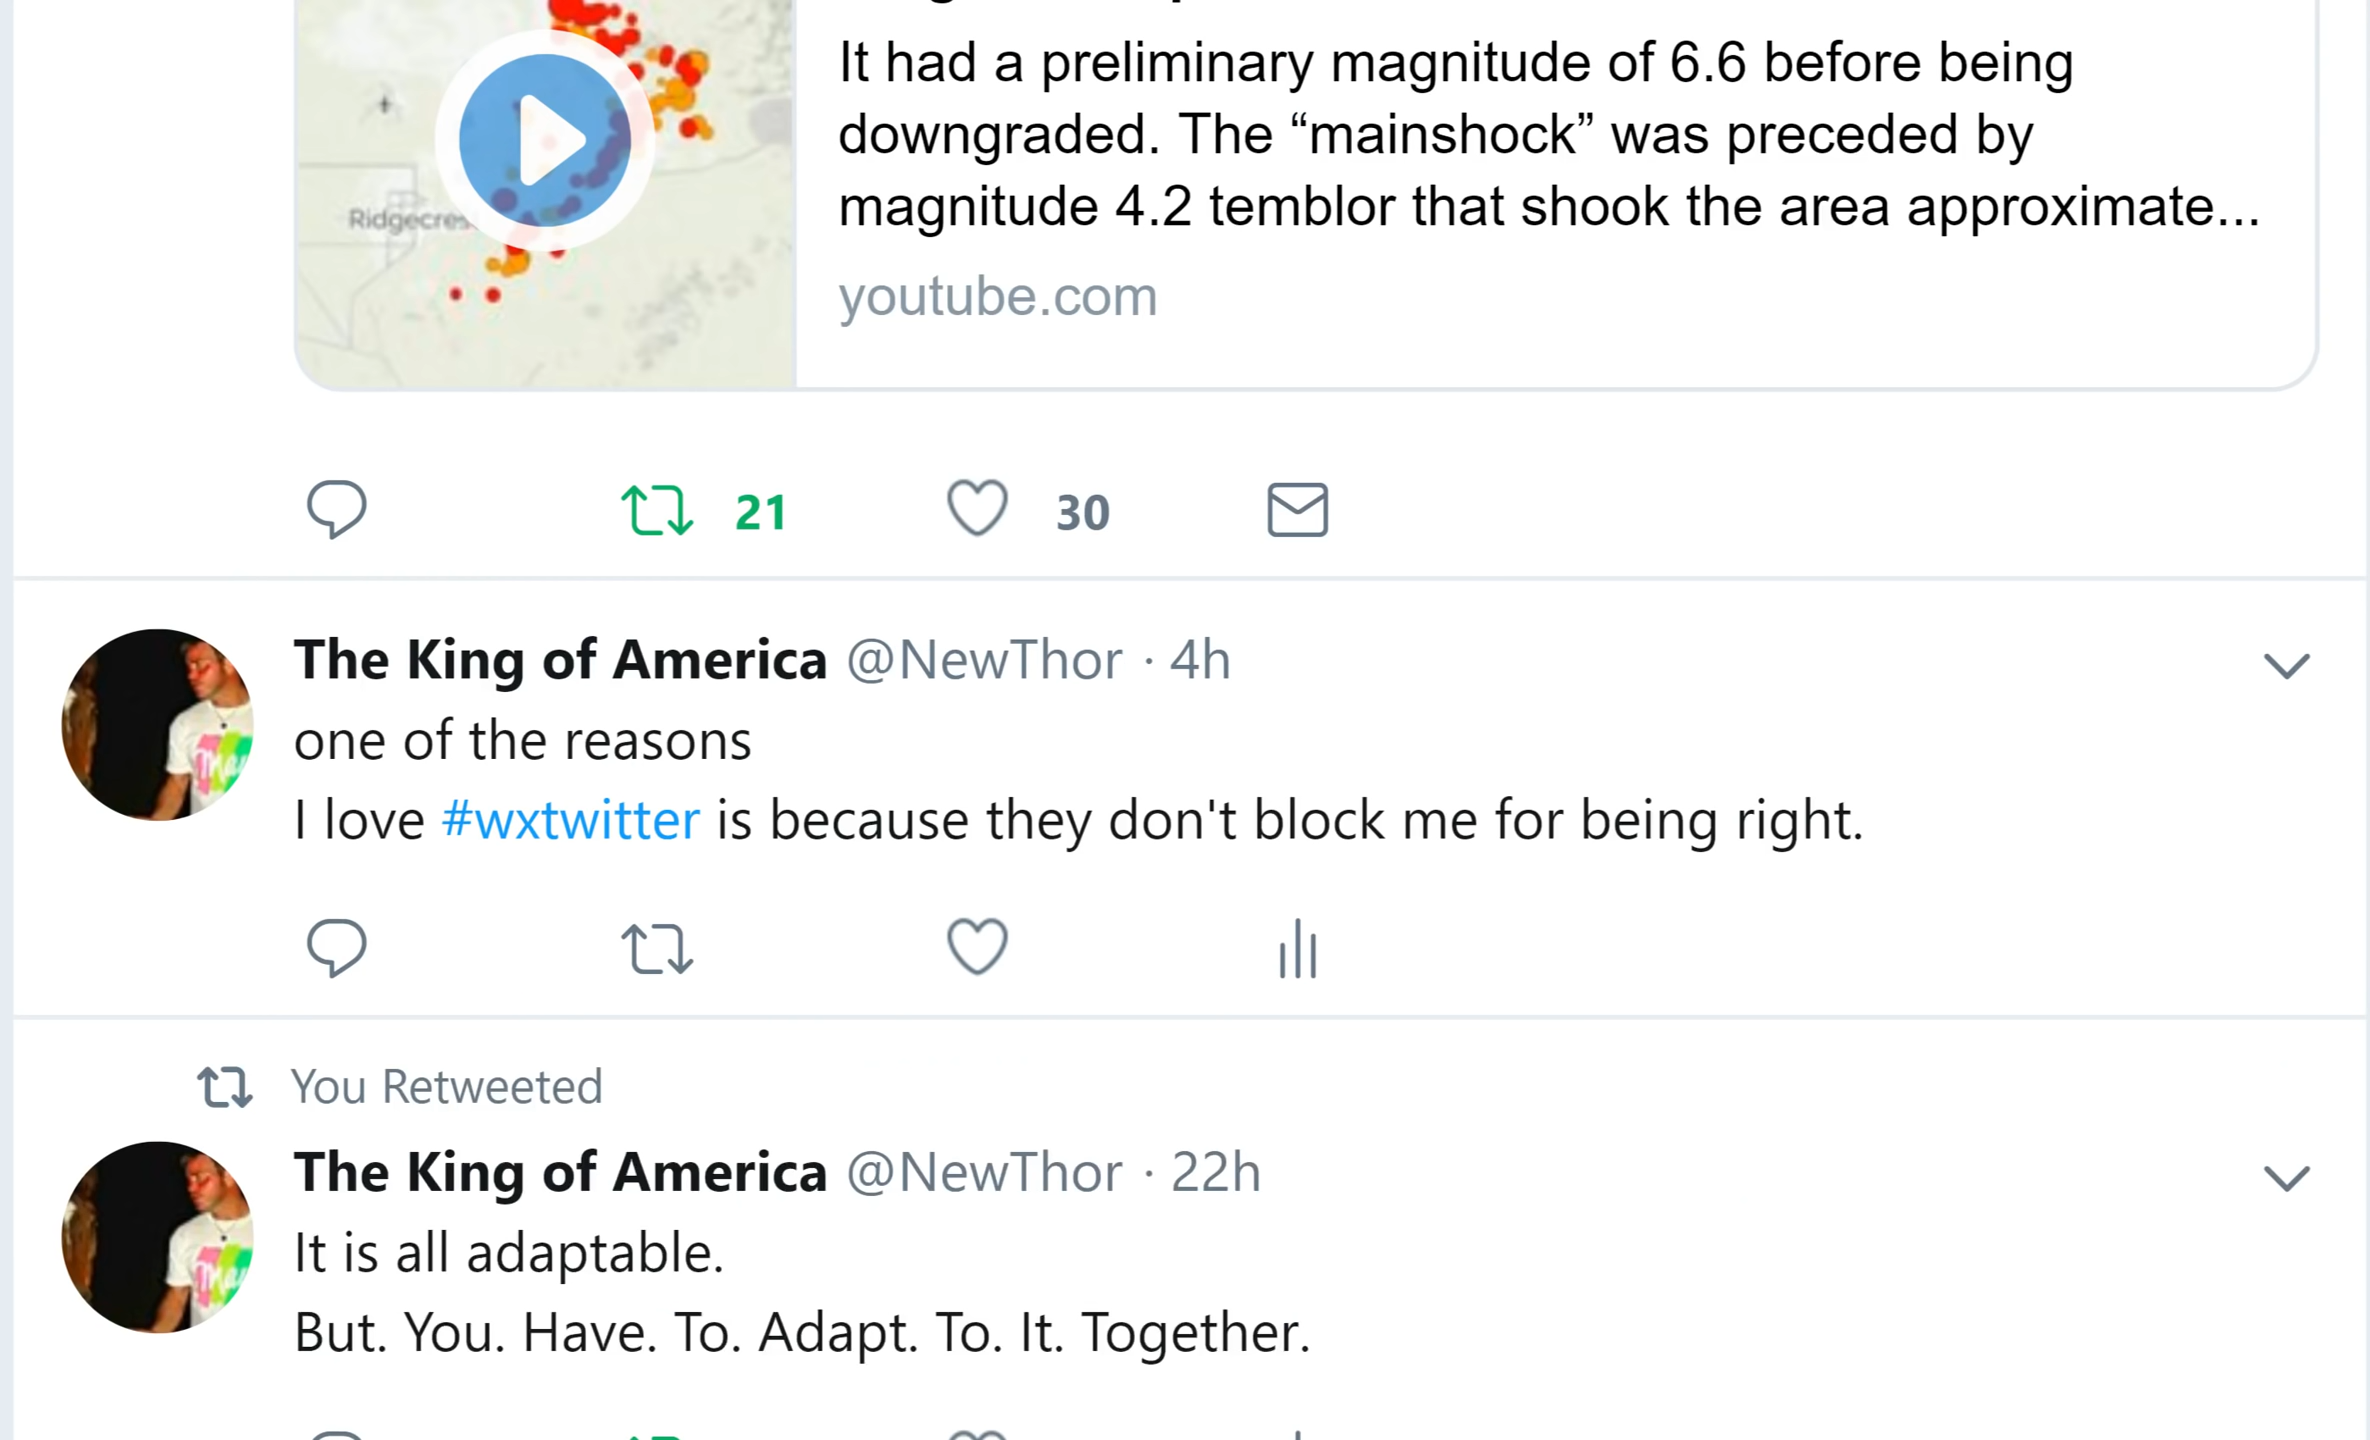 It had a preliminary magnitude of 6.6 before being
downgraded. The “mainshock” was preceded by
magnitude 4.2 temblor that shook the area approximate...
youtube.com
21 30
The King of America @NewThor · 4h
one of the reasons
I love #wxtwitter is because they don't block me for being right.
You Retweeted
The King of America @NewThor · 22h
It is all adaptable.
But. You. Have. To. Adapt. To. It. Together.